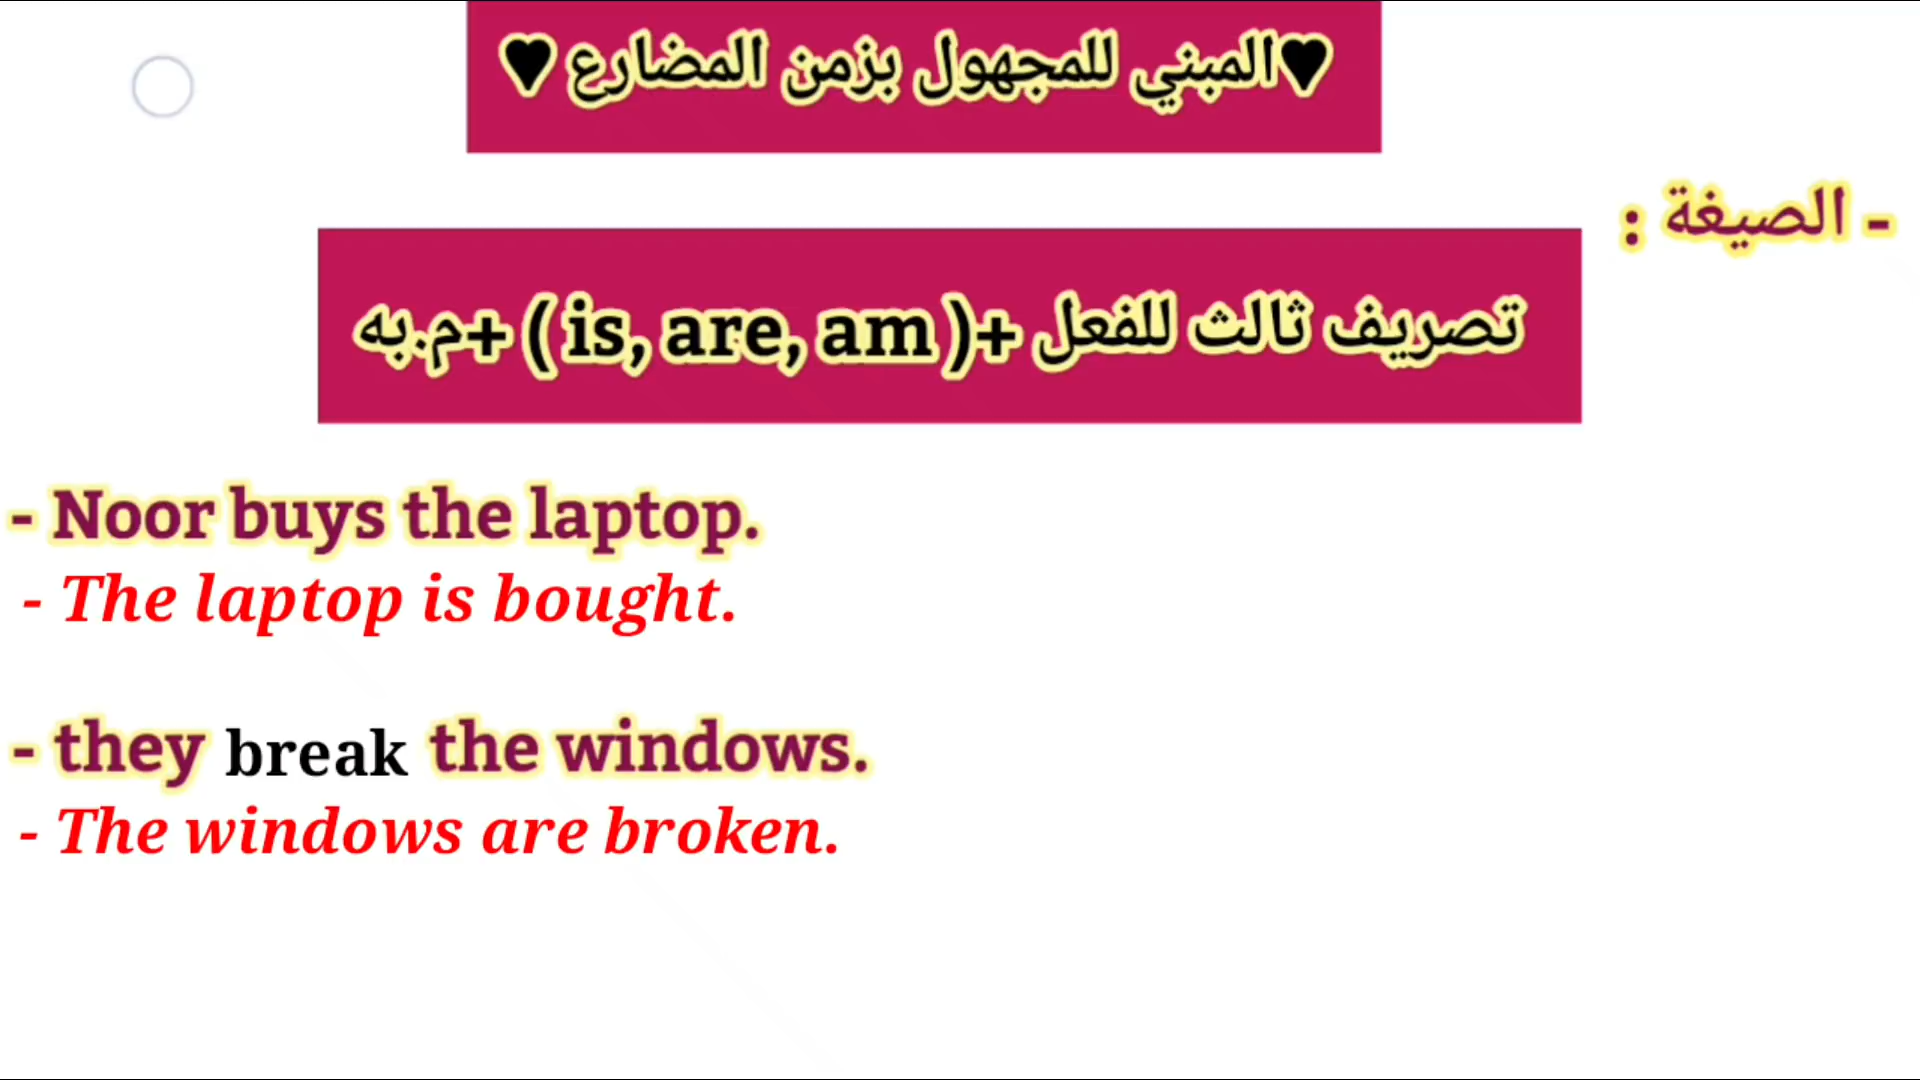 ♥المبني للمجهول بزمن المضارع ♥
- الصيغة :
م.به+ ( is, are, am )+ تصريف ثالث للفعل
- Noor buys the laptop.
- The laptop is bought.
- they break the windows.
- The windows are broken.